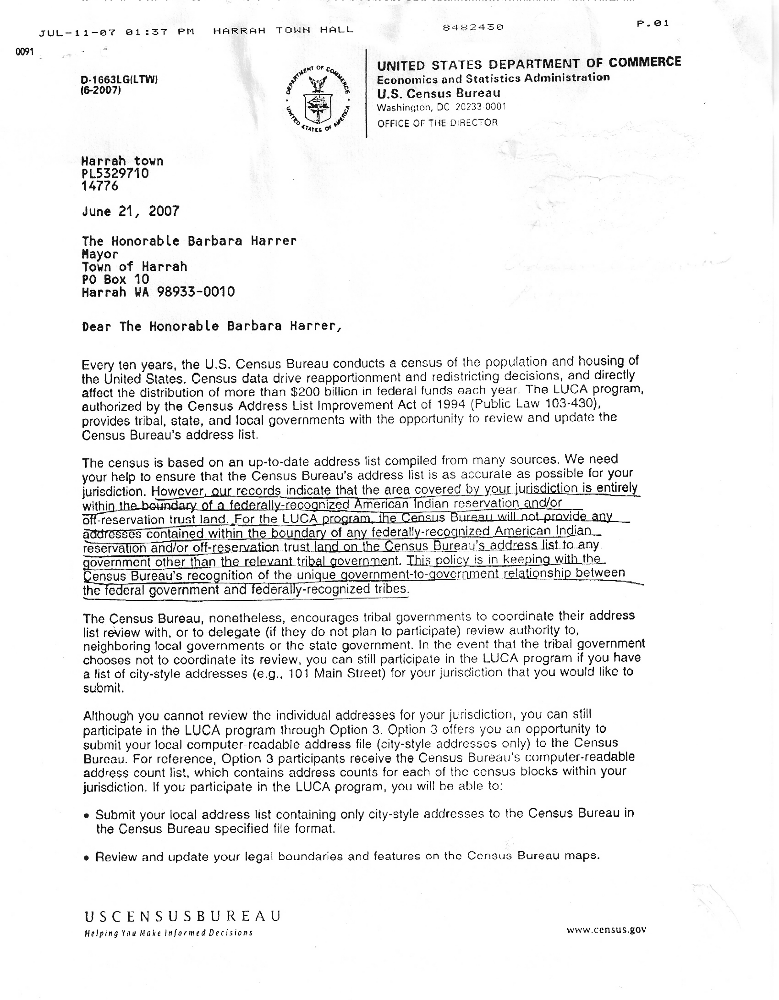 JUL-11-07 01:37 PM HARRAH TOWN HALL 8482430 P.01
0091
D-1663LG(LTW)
(6-2007)
DEPARTMENT OF COMMERCE
UNITED STATES OF AMERICA
UNITED STATES DEPARTMENT OF COMMERCE
Economics and Statistics Administration
U.S. Census Bureau
Washington, DC 20233-0001
OFFICE OF THE DIRECTOR
Harrah town
PL5329710
14776
June 21, 2007
The Honorable Barbara Harrer
Mayor
Town of Harrah
PO Box 10
Harrah WA 98933-0010
Dear The Honorable Barbara Harrer,
Every ten years, the U.S. Census Bureau conducts a census of the population and housing of
the United States. Census data drive reapportionment and redistricting decisions, and directly
affect the distribution of more than $200 billion in federal funds each year. The LUCA program,
authorized by the Census Address List Improvement Act of 1994 (Public Law 103-430),
provides tribal, state, and local governments with the opportunity to review and update the
Census Bureau's address list.
The census is based on an up-to-date address list compiled from many sources. We need
your help to ensure that the Census Bureau's address list is as accurate as possible for your
jurisdiction. However, our records indicate that the area covered by your jurisdiction is entirely
within the boundary of a federally-recognized American Indian reservation and/or
off-reservation trust land. For the LUCA program, the Census Bureau will not provide any
addresses contained within the boundary of any federally-recognized American Indian
reservation and/or off-reservation trust land on the Census Bureau's address list to any
government other than the relevant tribal government. This policy is in keeping with the
Census Bureau's recognition of the unique government-to-government relationship between
the federal government and federally-recognized tribes.
The Census Bureau, nonetheless, encourages tribal governments to coordinate their address
list review with, or to delegate (if they do not plan to participate) review authority to,
neighboring local governments or the state government. In the event that the tribal government
chooses not to coordinate its review, you can still participate in the LUCA program if you have
a list of city-style addresses (e.g., 101 Main Street) for your jurisdiction that you would like to
submit.
Although you cannot review the individual addresses for your jurisdiction, you can still
participate in the LUCA program through Option 3. Option 3 offers you an opportunity to
submit your local computer-readable address file (city-style addresses only) to the Census
Bureau. For reference, Option 3 participants receive the Census Bureau's computer-readable
address count list, which contains address counts for each of the census blocks within your
jurisdiction. If you participate in the LUCA program, you will be able to:
• Submit your local address list containing only city-style addresses to the Census Bureau in
the Census Bureau specified file format.
• Review and update your legal boundaries and features on the Census Bureau maps.
USCENSUSBUREAU
Helping You Make Informed Decisions
www.census.gov